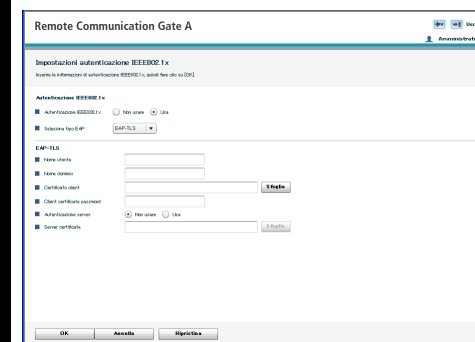 Remote Communication Gate A
Amministrato
Impostazioni autenticazione IEEE802.1x
Inserire le informazioni di autenticazione IEEE802.1x, quindi fare clic su [OK].
Autenticazione IEEE802.1x
Autenticazione IEEE802.1x Non usare Usa
Seleziona tipo EAP EAP-TLS
EAP-TLS
Nome utente
Nome dominio
Certificato client Sfoglia
Client certificate password
Autenticazione server Non usare Usa
Server certificate Sfoglia
OK Annulla Ripristina